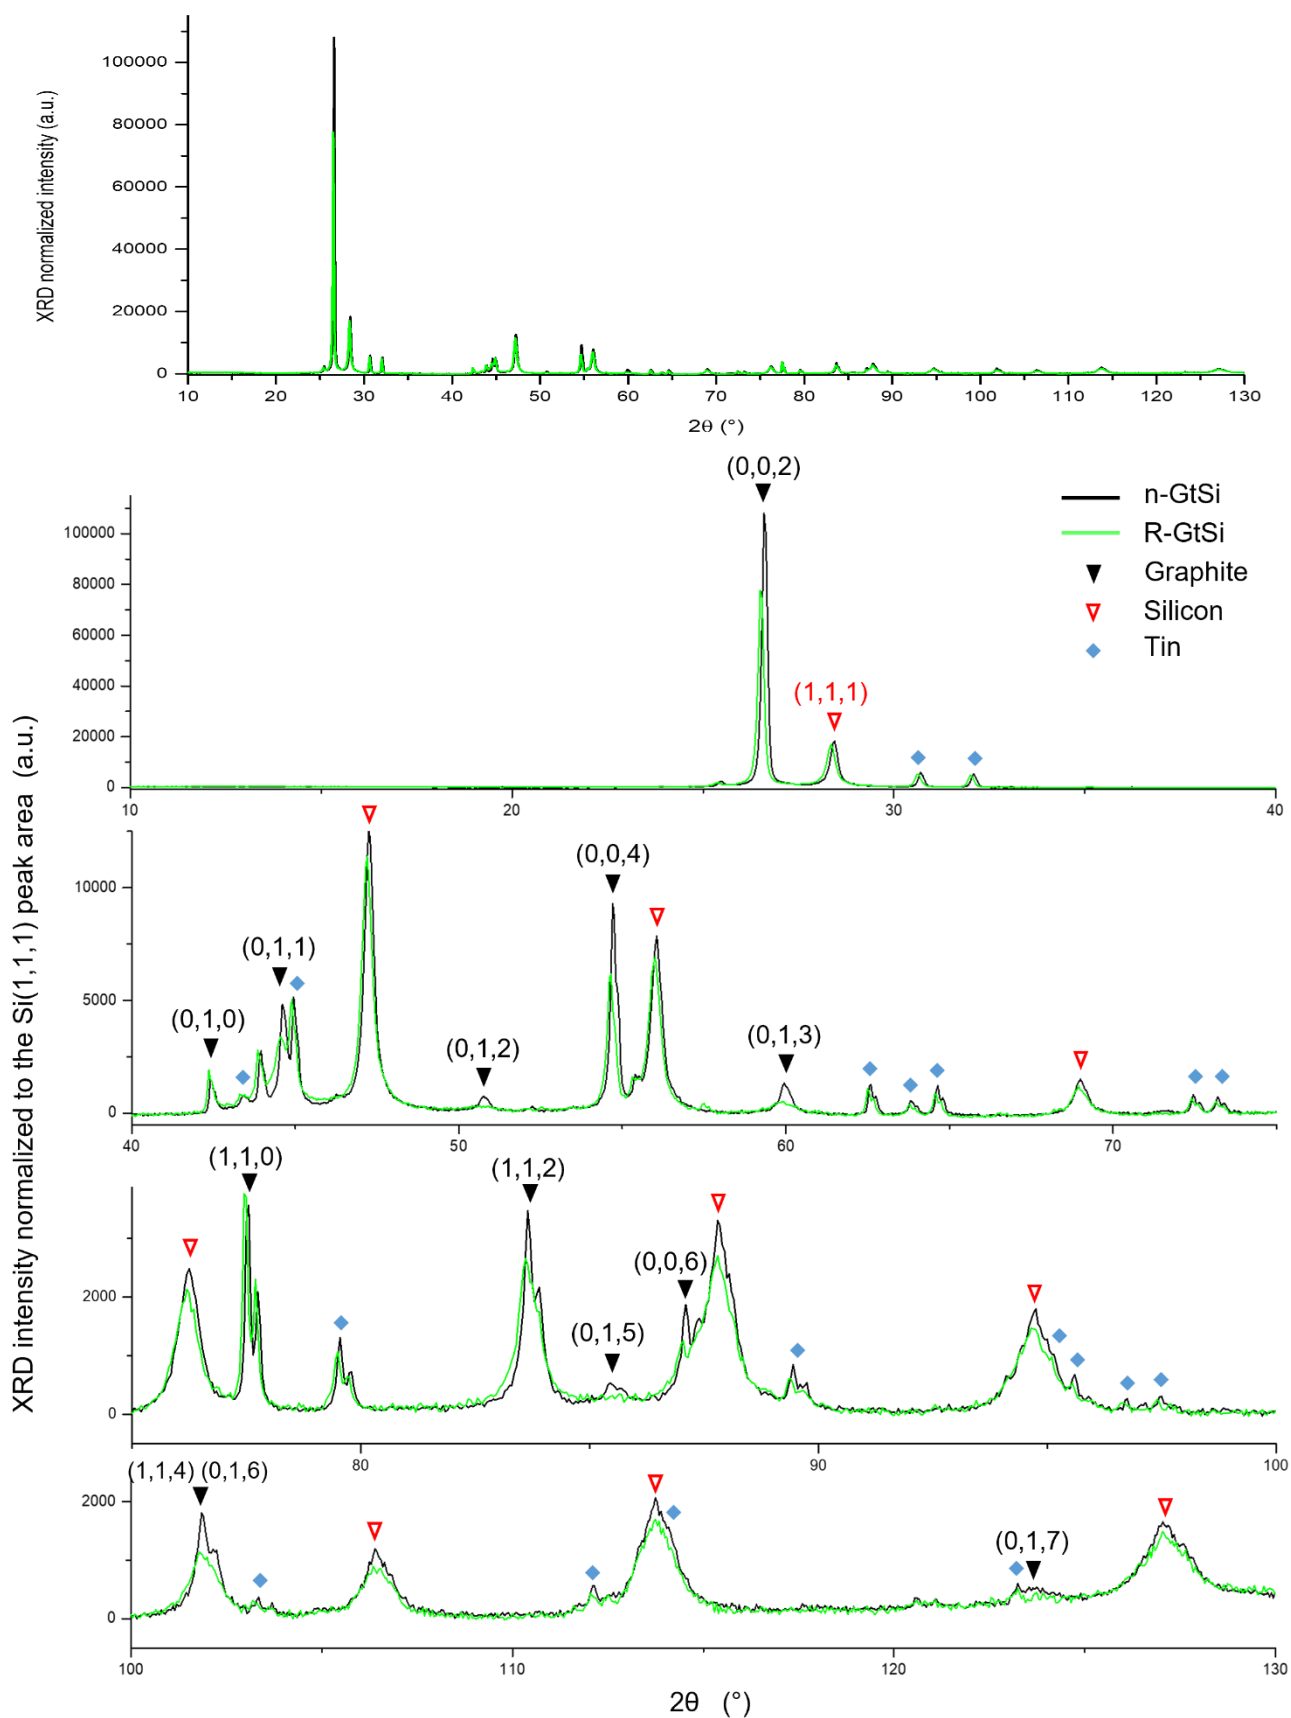 XRD normalized intensity (a.u.)
100000
80000
60000
40000
20000
0
10 20 30 40 50 60 70 80 90 100 110 120 130
2θ (°)
XRD intensity normalized to the Si(1,1,1) peak area (a.u.)
(0,0,2)
n-GtSi
R-GtSi
Graphite
Silicon
Tin
(1,1,1)
100000
80000
60000
40000
20000
0
10 20 30 40
(0,0,4)
(0,1,1)
(0,1,0)
(0,1,2)
(0,1,3)
10000
5000
0
40 50 60 70
(1,1,0)
(1,1,2)
(0,0,6)
(0,1,5)
2000
0
80 90 100
(1,1,4) (0,1,6)
(0,1,7)
2000
0
100 110 120 130
2θ (°)